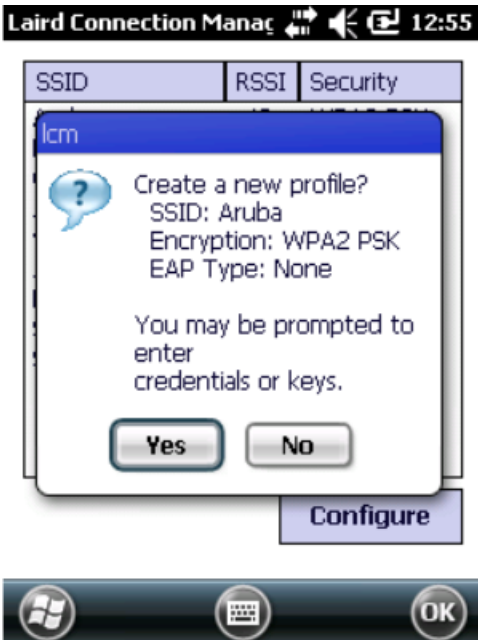 Laird Connection Manag 12:55
SSID RSSI Security
lcm
Create a new profile?
SSID: Aruba
Encryption: WPA2 PSK
EAP Type: None
You may be prompted to
enter
credentials or keys.
Yes No
Configure
OK